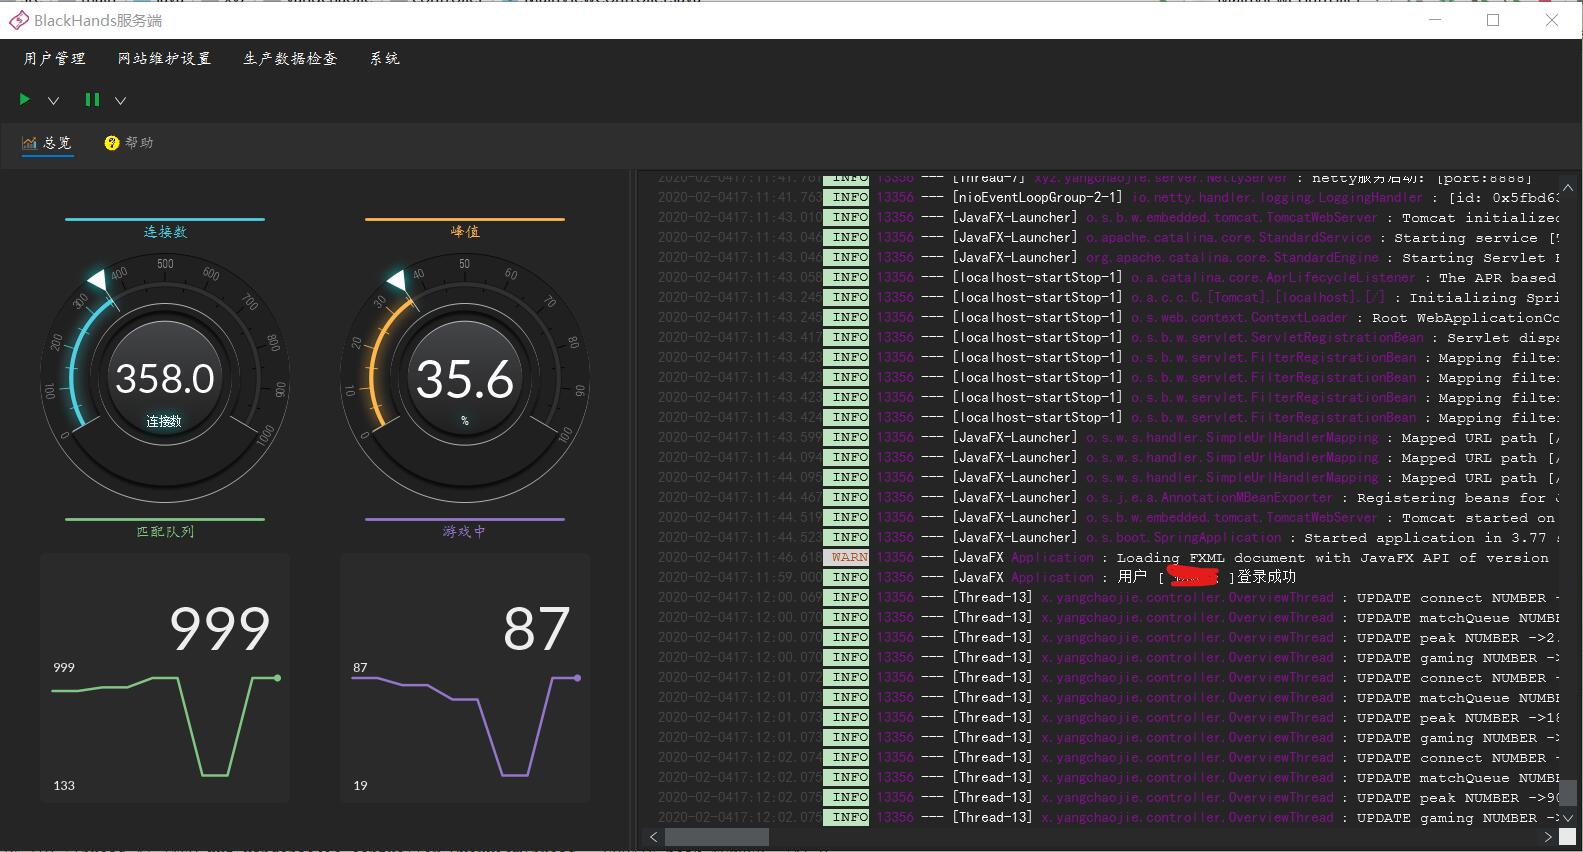 BlackHands服务端
用户管理 网站维护设置 生产数据检查 系统
总览 帮助
连接数
0 100 200 300 400 500 600 700 800 900 1000
358.0
连接数
峰值
0 10 20 30 40 50 60 70 80 90 100
35.6
%
匹配队列
999
999
133
游戏中
87
87
19
2020-02-0417:11:41.761 INFO 13356 --- [Thread-7] xyz.yangchaojie.server.NettyServer : netty服务启动: [port:8888]
2020-02-0417:11:41.763 INFO 13356 --- [nioEventLoopGroup-2-1] io.netty.handler.logging.LoggingHandler : [id: 0x5fbd63
2020-02-0417:11:43.010 INFO 13356 --- [JavaFX-Launcher] o.s.b.w.embedded.tomcat.TomcatWebServer : Tomcat initialized
2020-02-0417:11:43.046 INFO 13356 --- [JavaFX-Launcher] o.apache.catalina.core.StandardService : Starting service [T
2020-02-0417:11:43.046 INFO 13356 --- [JavaFX-Launcher] org.apache.catalina.core.StandardEngine : Starting Servlet E
2020-02-0417:11:43.058 INFO 13356 --- [localhost-startStop-1] o.a.catalina.core.AprLifecycleListener : The APR based
2020-02-0417:11:43.245 INFO 13356 --- [localhost-startStop-1] o.a.c.c.C.[Tomcat].[localhost].[/] : Initializing Spri
2020-02-0417:11:43.245 INFO 13356 --- [localhost-startStop-1] o.s.web.context.ContextLoader : Root WebApplicationCo
2020-02-0417:11:43.417 INFO 13356 --- [localhost-startStop-1] o.s.b.w.servlet.ServletRegistrationBean : Servlet dispa
2020-02-0417:11:43.423 INFO 13356 --- [localhost-startStop-1] o.s.b.w.servlet.FilterRegistrationBean : Mapping filter
2020-02-0417:11:43.423 INFO 13356 --- [localhost-startStop-1] o.s.b.w.servlet.FilterRegistrationBean : Mapping filter
2020-02-0417:11:43.423 INFO 13356 --- [localhost-startStop-1] o.s.b.w.servlet.FilterRegistrationBean : Mapping filter
2020-02-0417:11:43.424 INFO 13356 --- [localhost-startStop-1] o.s.b.w.servlet.FilterRegistrationBean : Mapping filter
2020-02-0417:11:43.599 INFO 13356 --- [JavaFX-Launcher] o.s.w.s.handler.SimpleUrlHandlerMapping : Mapped URL path [/
2020-02-0417:11:44.094 INFO 13356 --- [JavaFX-Launcher] o.s.w.s.handler.SimpleUrlHandlerMapping : Mapped URL path [/
2020-02-0417:11:44.095 INFO 13356 --- [JavaFX-Launcher] o.s.w.s.handler.SimpleUrlHandlerMapping : Mapped URL path [/
2020-02-0417:11:44.467 INFO 13356 --- [JavaFX-Launcher] o.s.j.e.a.AnnotationMBeanExporter : Registering beans for J
2020-02-0417:11:44.519 INFO 13356 --- [JavaFX-Launcher] o.s.b.w.embedded.tomcat.TomcatWebServer : Tomcat started on
2020-02-0417:11:44.523 INFO 13356 --- [JavaFX-Launcher] o.s.boot.SpringApplication : Started application in 3.77 s
2020-02-0417:11:46.618 WARN 13356 --- [JavaFX Application : Loading FXML document with JavaFX API of version
2020-02-0417:11:59.000 INFO 13356 --- [JavaFX Application : 用户 [ ]登录成功
2020-02-0417:12:00.069 INFO 13356 --- [Thread-13] x.yangchaojie.controller.OverviewThread : UPDATE connect NUMBER -
2020-02-0417:12:00.070 INFO 13356 --- [Thread-13] x.yangchaojie.controller.OverviewThread : UPDATE matchQueue NUMBE
2020-02-0417:12:00.070 INFO 13356 --- [Thread-13] x.yangchaojie.controller.OverviewThread : UPDATE peak NUMBER ->2.
2020-02-0417:12:00.070 INFO 13356 --- [Thread-13] x.yangchaojie.controller.OverviewThread : UPDATE gaming NUMBER ->
2020-02-0417:12:01.072 INFO 13356 --- [Thread-13] x.yangchaojie.controller.OverviewThread : UPDATE connect NUMBER -
2020-02-0417:12:01.073 INFO 13356 --- [Thread-13] x.yangchaojie.controller.OverviewThread : UPDATE matchQueue NUMBE
2020-02-0417:12:01.073 INFO 13356 --- [Thread-13] x.yangchaojie.controller.OverviewThread : UPDATE peak NUMBER ->18
2020-02-0417:12:01.073 INFO 13356 --- [Thread-13] x.yangchaojie.controller.OverviewThread : UPDATE gaming NUMBER ->
2020-02-0417:12:02.074 INFO 13356 --- [Thread-13] x.yangchaojie.controller.OverviewThread : UPDATE connect NUMBER -
2020-02-0417:12:02.075 INFO 13356 --- [Thread-13] x.yangchaojie.controller.OverviewThread : UPDATE matchQueue NUMBE
2020-02-0417:12:02.075 INFO 13356 --- [Thread-13] x.yangchaojie.controller.OverviewThread : UPDATE peak NUMBER ->90
2020-02-0417:12:02.075 INFO 13356 --- [Thread-13] x.yangchaojie.controller.OverviewThread : UPDATE gaming NUMBER ->